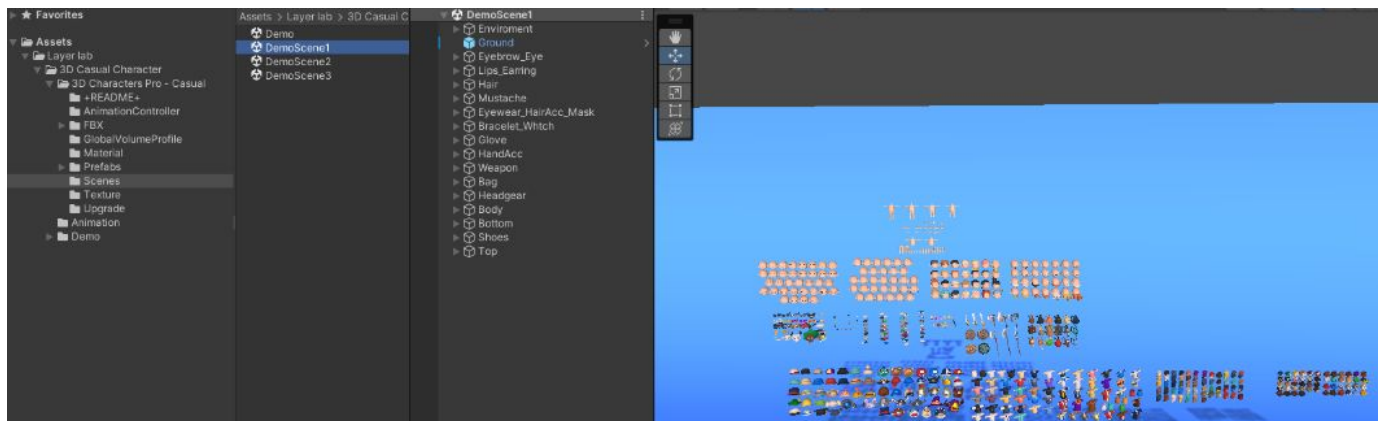 Favorites
Assets
Layer lab
3D Casual Character
3D Characters Pro - Casual
+README+
AnimationController
FBX
GlobalVolumeProfile
Material
Prefabs
Scenes
Texture
Upgrade
Animation
Demo
Assets > Layer lab > 3D Casual C
Demo
DemoScene1
DemoScene2
DemoScene3
DemoScene1
Enviroment
Ground
Eyebrow_Eye
Lips_Earring
Hair
Mustache
Eyewear_HairAcc_Mask
Bracelet_Whtch
Glove
HandAcc
Weapon
Bag
Headgear
Body
Bottom
Shoes
Top